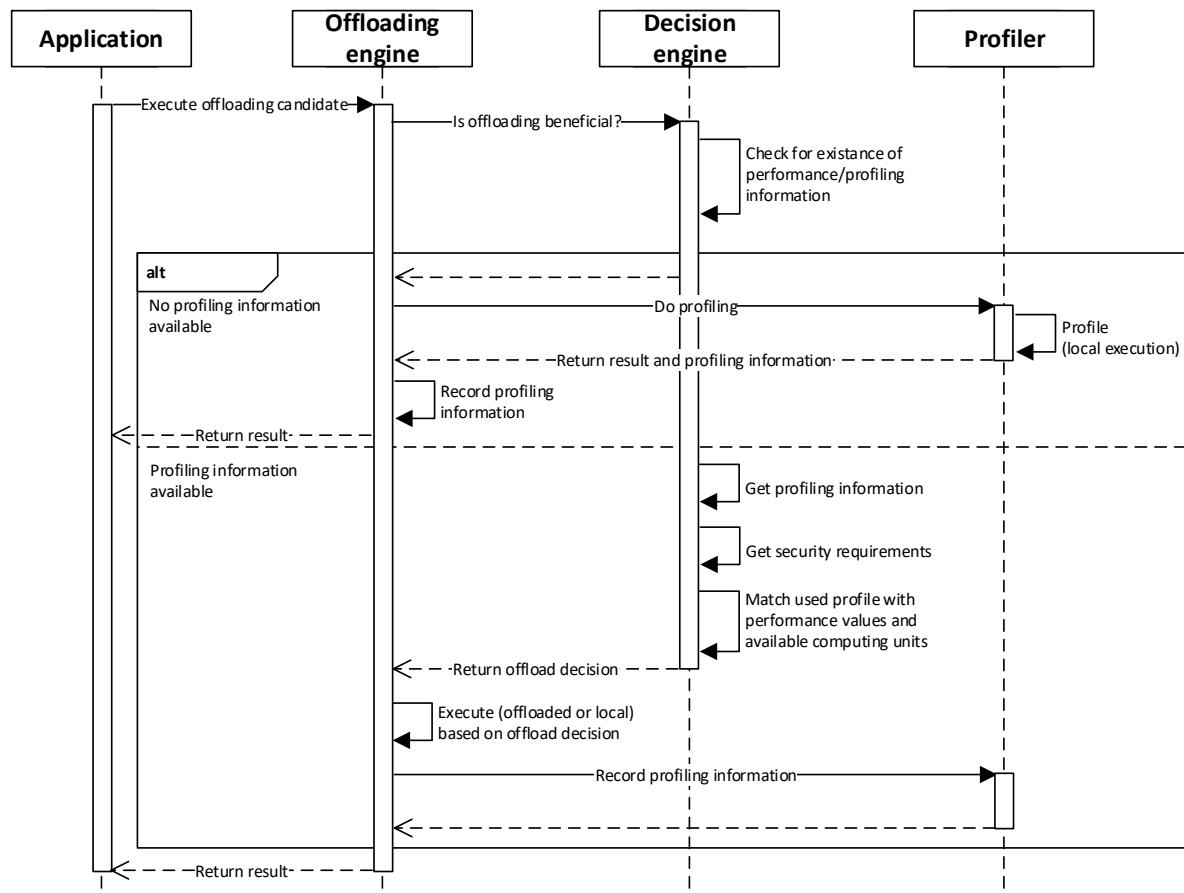 Application
Offloading
engine
Decision
engine
Profiler
Execute offloading candidate
Is offloading beneficial?
Check for existance of
performance/profiling
information
alt
No profiling information
available
Do profiling
Profile
(local execution)
Return result and profiling information
Record profiling
information
Return result
Profiling information
available
Get profiling information
Get security requirements
Match used profile with
performance values and
available computing units
Return offload decision
Execute (offloaded or local)
based on offload decision
Record profiling information
Return result